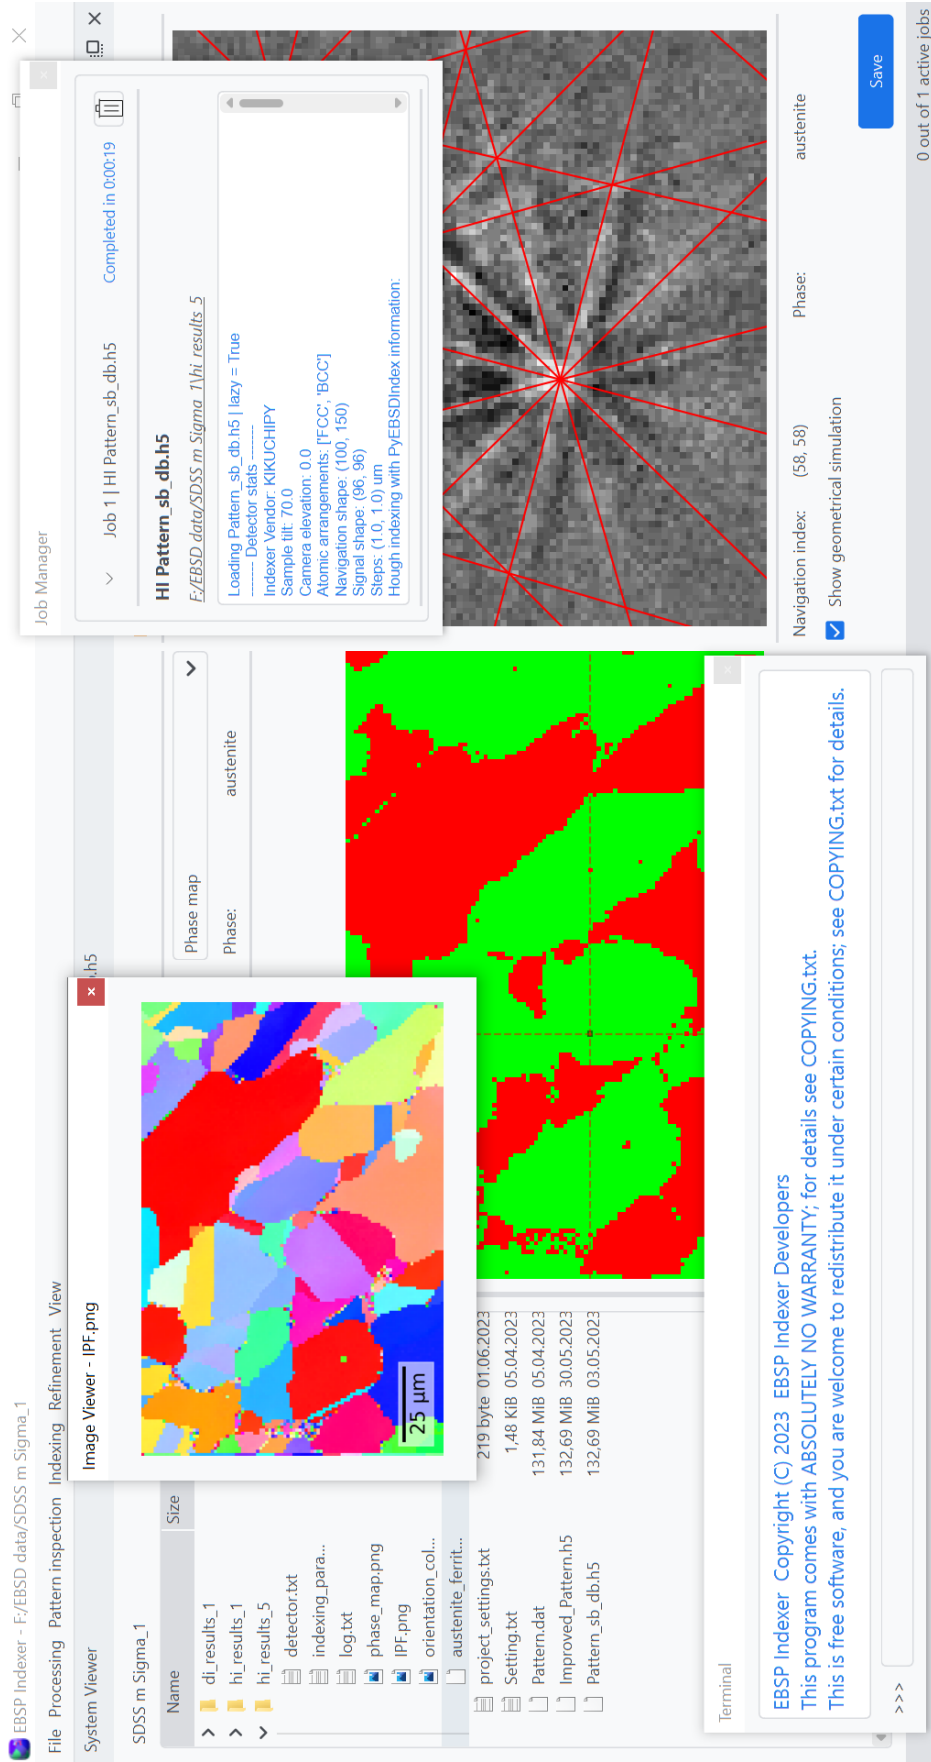 EBSP Indexer - F:/EBSD data/SDSS m Sigma_1
File Processing Pattern inspection Indexing Refinement View
System Viewer
SDSS m Sigma_1
Name Size
di_results_1
hi_results_1
hi_results_5
detector.txt
indexing_para...
log.txt
phase_map.png
IPF.png
orientation_col...
austenite_ferrit...
project_settings.txt 219 byte 01.06.2023
Setting.txt 1,48 KiB 05.04.2023
Pattern.dat 131,84 MiB 05.04.2023
Improved_Pattern.h5 132,69 MiB 30.05.2023
Pattern_sb_db.h5 132,69 MiB 03.05.2023
Image Viewer - IPF.png
25 μm
.h5
Phase map
Phase: austenite
Job Manager
Job 1 | HI Pattern_sb_db.h5 Completed in 0:00:19
HI Pattern_sb_db.h5
F:/EBSD data/SDSS m Sigma_1\hi_results_5
Loading Pattern_sb_db.h5 | lazy = True
-------- Detector stats --------
Indexer Vendor: KIKUCHIPY
Sample tilt: 70.0
Camera elevation: 0.0
Atomic arrangements: ['FCC', 'BCC']
Navigation shape: (100, 150)
Signal shape: (96, 96)
Steps: (1.0, 1.0) um
Hough indexing with PyEBSDIndex information:
Navigation index: (58, 58) Phase: austenite
Show geometrical simulation
Save
Terminal
EBSP Indexer Copyright (C) 2023 EBSP Indexer Developers
This program comes with ABSOLUTELY NO WARRANTY; for details see COPYING.txt.
This is free software, and you are welcome to redistribute it under certain conditions; see COPYING.txt for details.
>>>
0 out of 1 active jobs